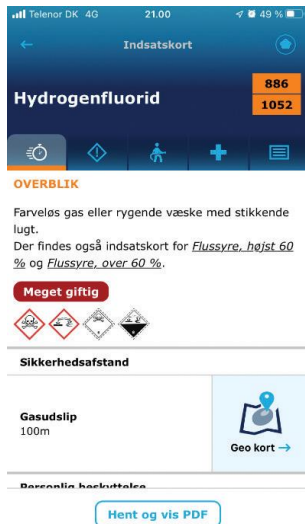 Telenor DK 4G 21.00 49 %
Indsatskort
Hydrogenfluorid
886
1052
OVERBLIK
Farveløs gas eller rygende væske med stikkende
lugt.
Der findes også indsatskort for Flussyre, højst 60
% og Flussyre, over 60 %.
Meget giftig
Sikkerhedsafstand
Gasudslip
100m
Geo kort →
Personlig beskyttelse
Hent og vis PDF